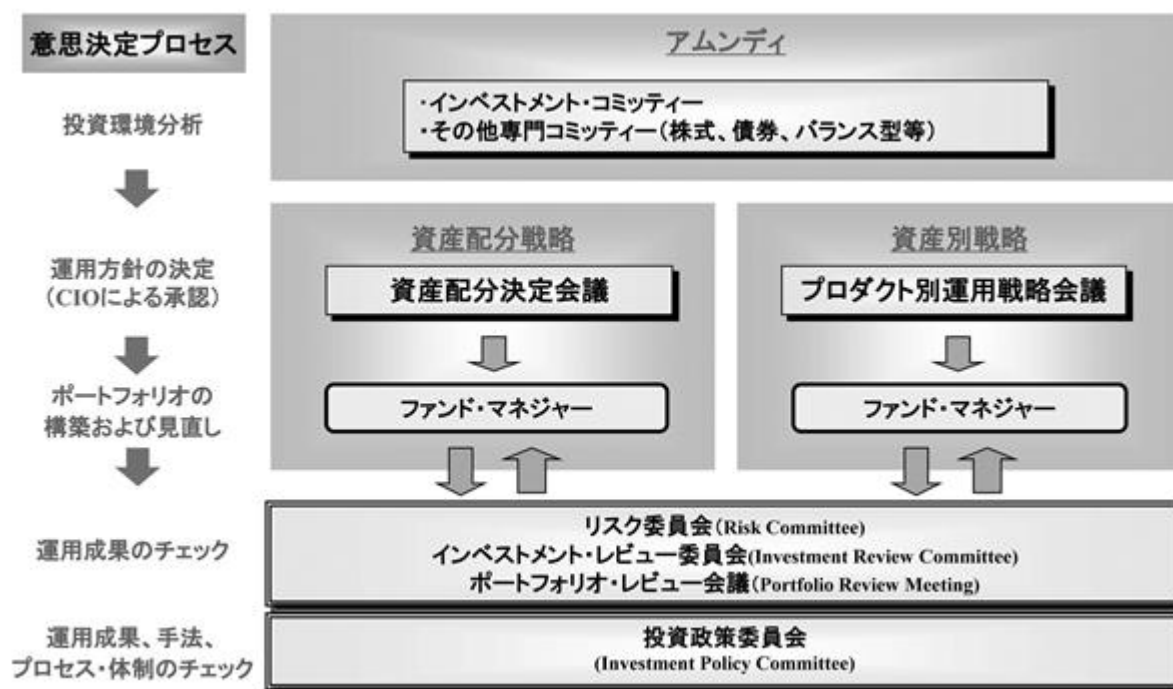 意思決定プロセス
アムンディ
投資環境分析
・インベストメント・コミッティー
・その他専門コミッティー(株式、債券、バランス型等)
運用方針の決定
(CIOによる承認)
資産配分戦略
資産配分決定会議
資産別戦略
プロダクト別運用戦略会議
ポートフォリオの
構築および見直し
ファンド・マネジャー
ファンド・マネジャー
運用成果のチェック
リスク委員会(Risk Committee)
インベストメント・レビュー委員会(Investment Review Committee)
ポートフォリオ・レビュー会議(Portfolio Review Meeting)
運用成果、手法、
プロセス・体制のチェック
投資政策委員会
(Investment Policy Committee)